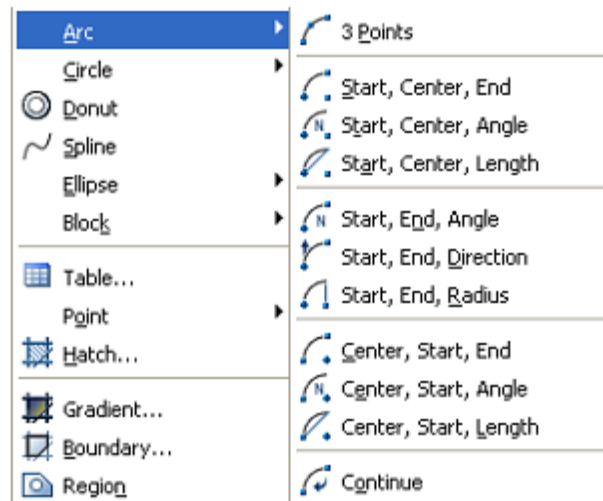 Arc
Circle
Donut
Spline
Ellipse
Block
Table...
Point
Hatch...
Gradient...
Boundary...
Region
3 Points
Start, Center, End
Start, Center, Angle
Start, Center, Length
Start, End, Angle
Start, End, Direction
Start, End, Radius
Center, Start, End
Center, Start, Angle
Center, Start, Length
Continue